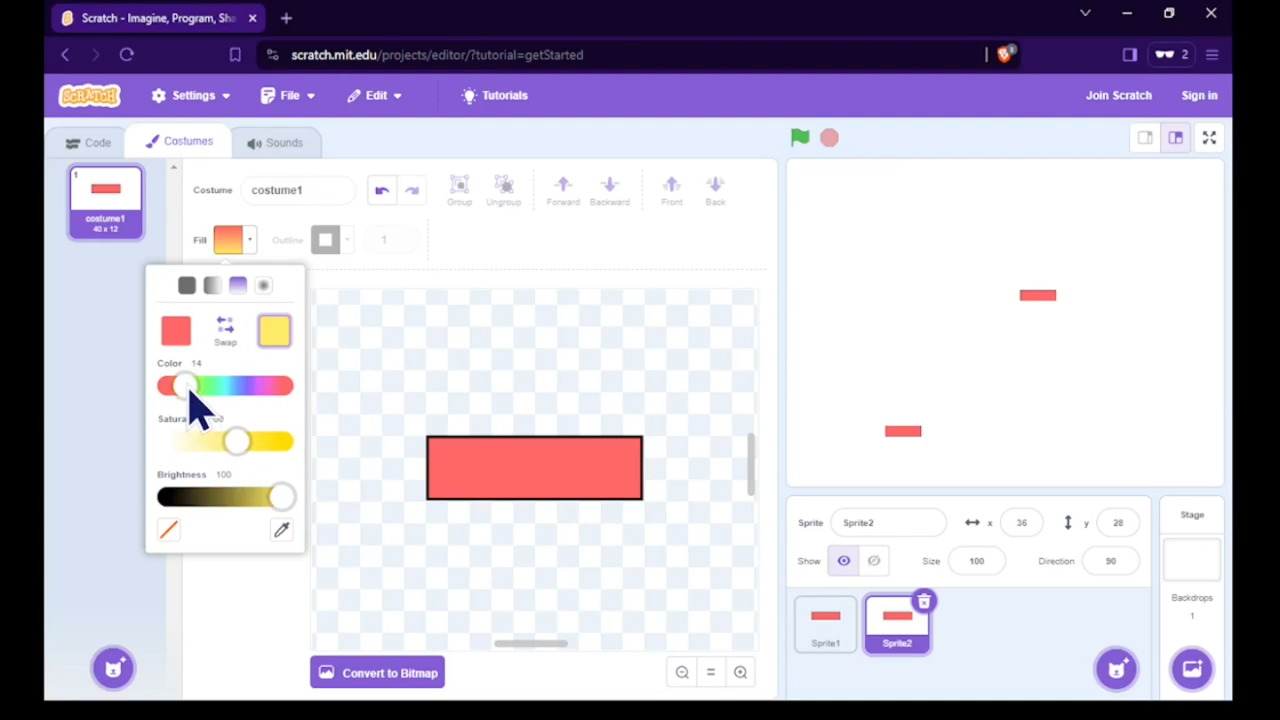 Scratch - Imagine, Program, Sha
scratch.mit.edu/projects/editor/?tutorial=getStarted
2
SCRATCH
Settings
File
Edit
Tutorials
Join Scratch
Sign in
Code
Costumes
Sounds
1
costume1
40 x 12
Costume
costume1
Group
Ungroup
Forward
Backward
Front
Back
Fill
Outline
1
Swap
Color 14
Brightness 100
Convert to Bitmap
Sprite
Sprite2
x
36
y
28
Show
Size
100
Direction
90
Sprite1
Sprite2
Stage
Backdrops
1